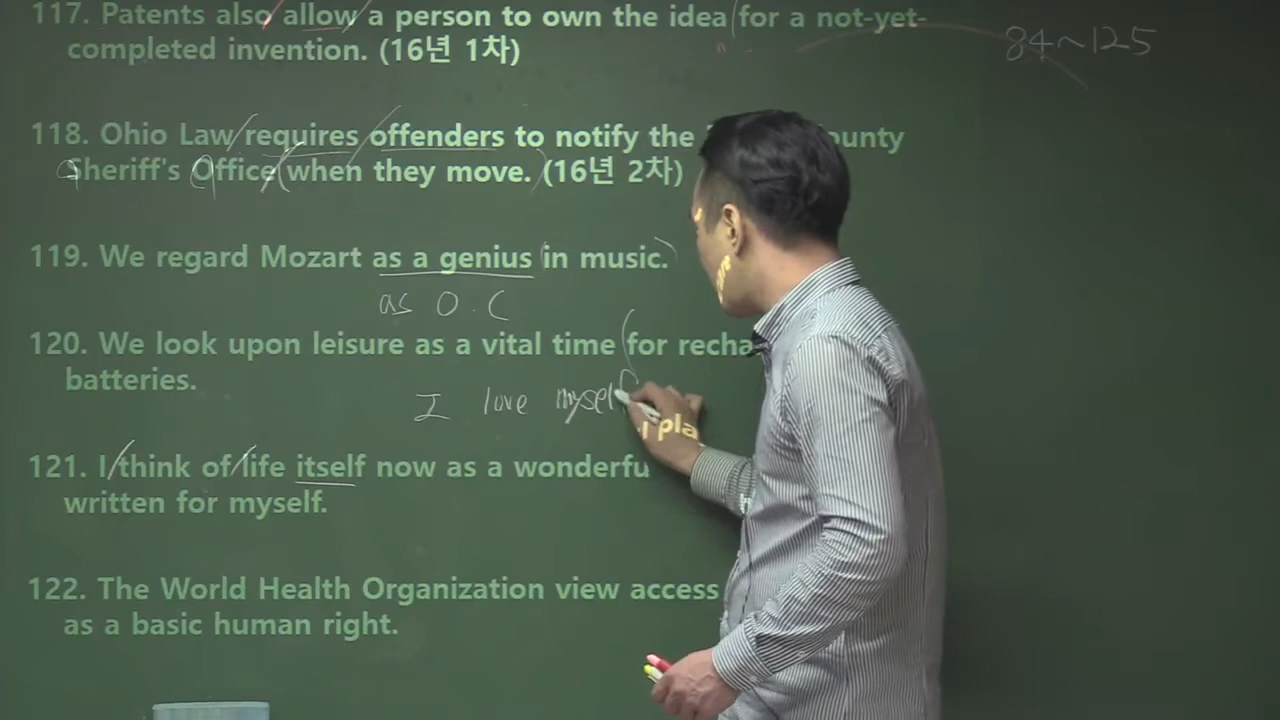 117. Patents also allow a person to own the idea for a not-yet-
completed invention. (16년 1차)
84~125
118. Ohio Law requires offenders to notify the ounty
Sheriff's Office when they move. (16년 2차)
119. We regard Mozart as a genius in music.
as O.C
120. We look upon leisure as a vital time for recha
batteries.
I love myself
l pla
121. I think of life itself now as a wonderfu
written for myself.
122. The World Health Organization view access
as a basic human right.